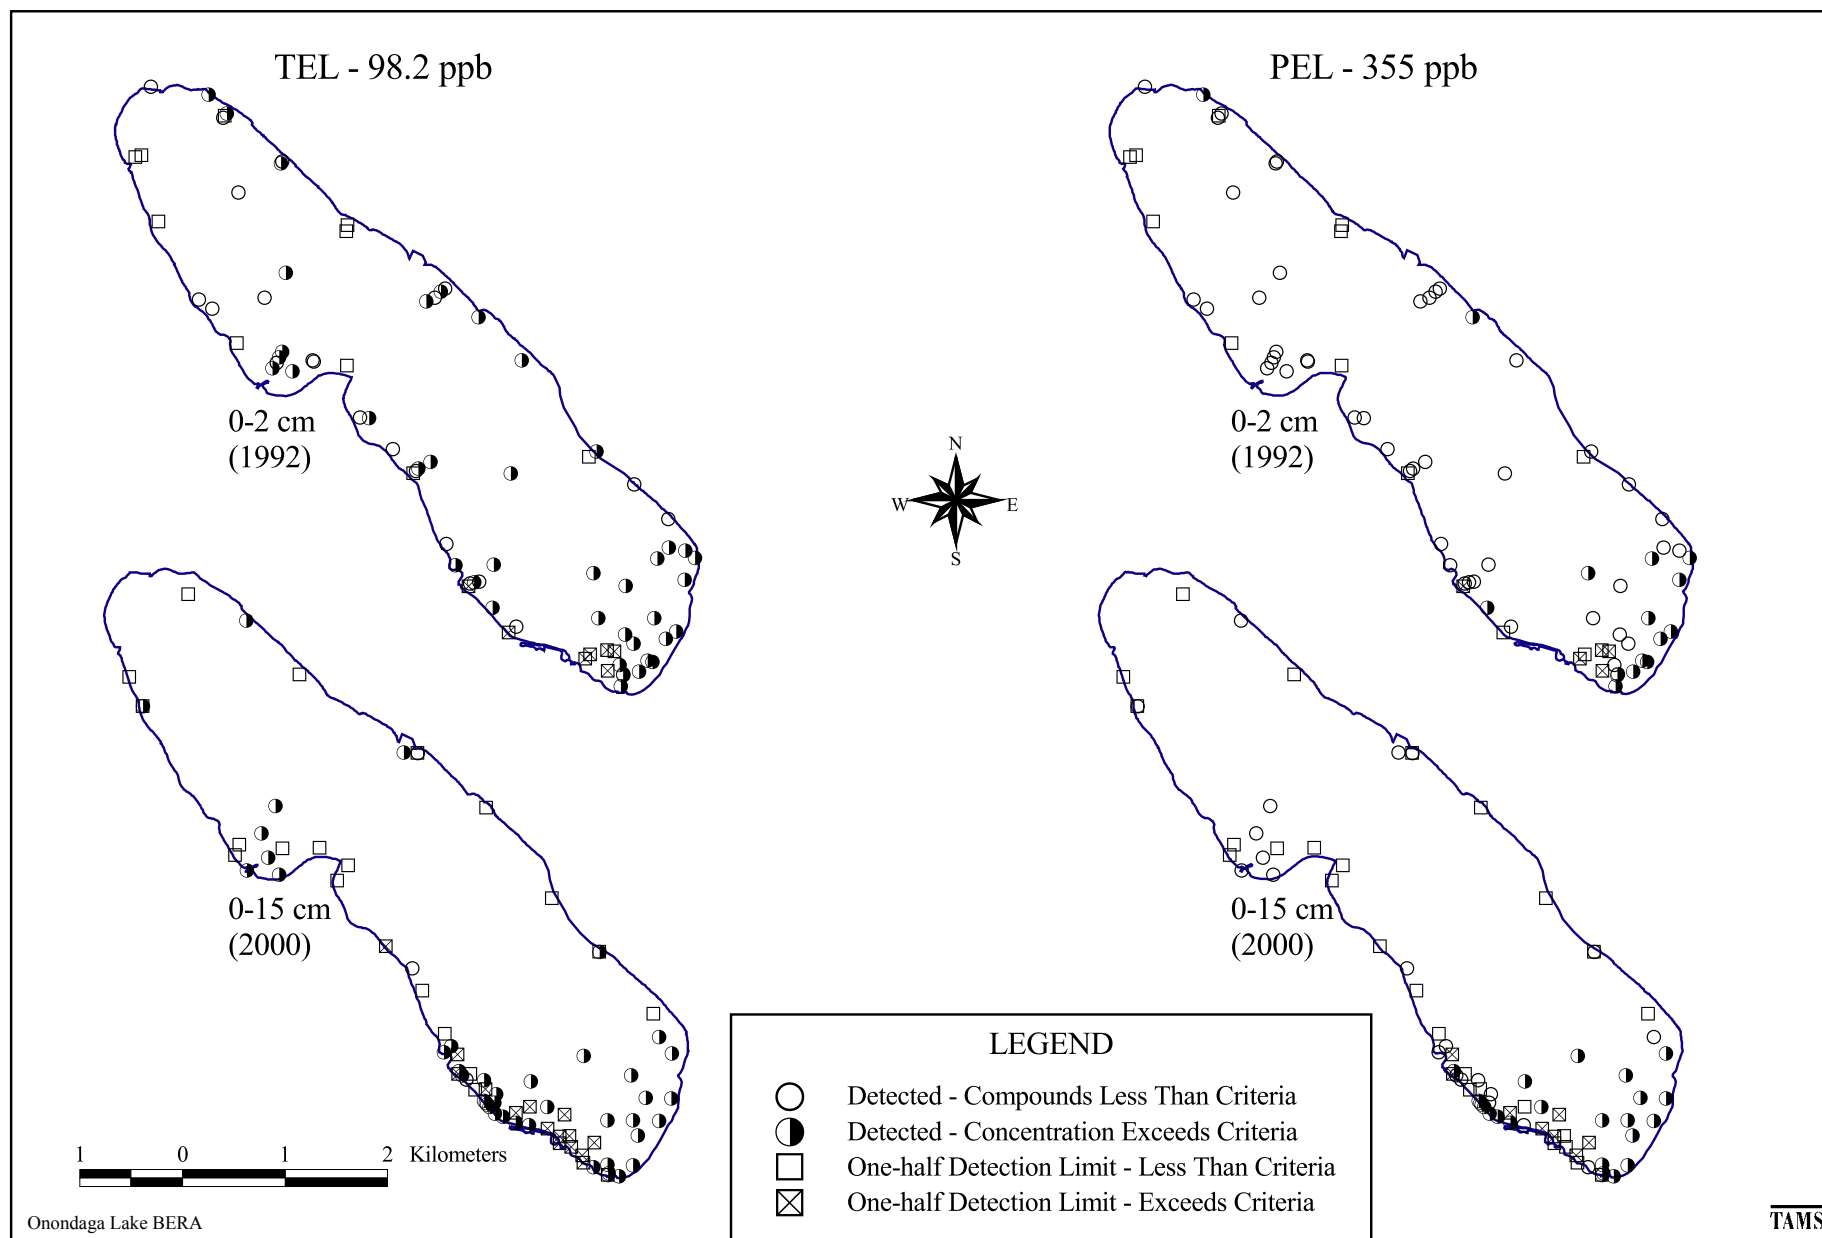 TEL - 98.2 ppb
PEL - 355 ppb
0-2 cm
(1992)
0-2 cm
(1992)
N
W
E
S
0-15 cm
(2000)
0-15 cm
(2000)
LEGEND
Detected - Compounds Less Than Criteria
Detected - Concentration Exceeds Criteria
One-half Detection Limit - Less Than Criteria
One-half Detection Limit - Exceeds Criteria
1 0 1 2 Kilometers
Onondaga Lake BERA
TAMS